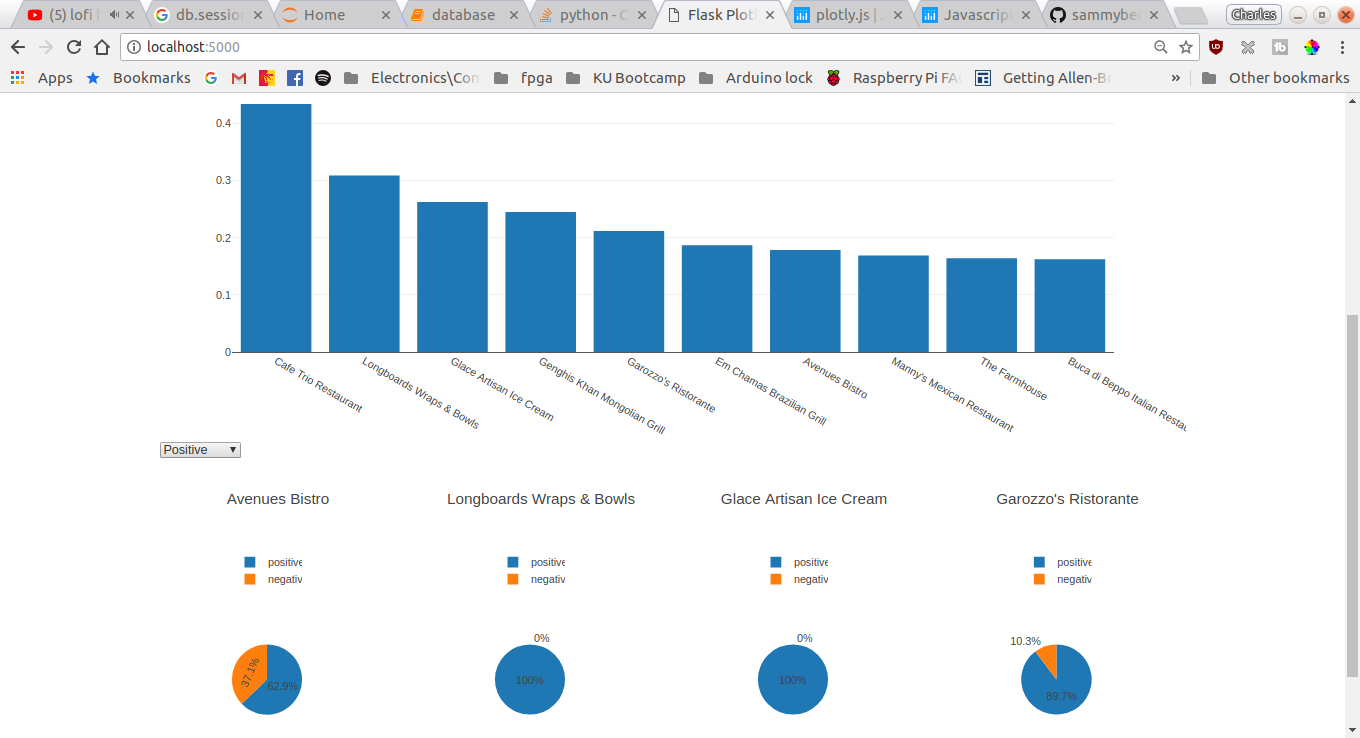 (5) lofi h db.session Home database python - C Flask Plot plotly.js | J Javascript sammybee Charles
localhost:5000
Apps Bookmarks Electronics\Com fpga KU Bootcamp Arduino lock Raspberry Pi FA Getting Allen-Br » Other bookmarks
0.4
0.3
0.2
0.1
0
Cafe Trio Restaurant
Longboards Wraps & Bowls
Glace Artisan Ice Cream
Genghis Khan Mongolian Grill
Garozzo's Ristorante
Em Chamas Brazilian Grill
Avenues Bistro
Manny's Mexican Restaurant
The Farmhouse
Buca di Beppo Italian Restau
Positive
Avenues Bistro Longboards Wraps & Bowls Glace Artisan Ice Cream Garozzo's Ristorante
positive positive positive positive
negativ negativ negativ negativ
0% 0% 10.3%
37.1% 62.9% 100% 100% 89.7%